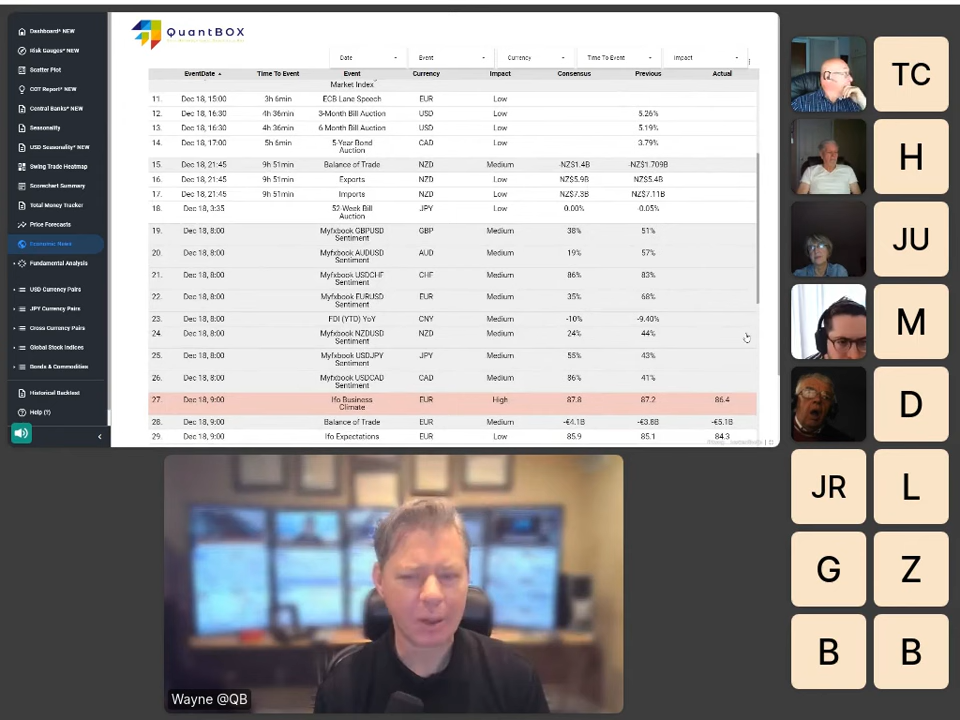 QuantBOX
Dashboard* NEW
Risk Gauges* NEW
Scatter Plot
COT Report* NEW
Central Banks* NEW
Seasonality
USD Seasonality* NEW
Swing Trade Heatmap
Scorechart Summary
Total Money Tracker
Price Forecasts
Economic News
Fundamental Analysis
USD Currency Pairs
JPY Currency Pairs
Cross Currency Pairs
Global Stock Indices
Bonds & Commodities
Historical Backtest
Help (?)
Date Event Currency Time To Event Impact
EventDate Time To Event Event Currency Impact Consensus Previous Actual
Market Index
11. Dec 18, 15:00 3h 6min ECB Lane Speech EUR Low
12. Dec 18, 16:30 4h 36min 3-Month Bill Auction USD Low 5.26%
13. Dec 18, 16:30 4h 36min 6 Month Bill Auction USD Low 5.19%
14. Dec 18, 17:00 5h 6min 5-Year Bond Auction CAD Low 3.79%
15. Dec 18, 21:45 9h 51min Balance of Trade NZD Medium -NZ$1.4B -NZ$1.709B
16. Dec 18, 21:45 9h 51min Exports NZD Low NZ$5.9B NZ$5.4B
17. Dec 18, 21:45 9h 51min Imports NZD Low NZ$7.3B NZ$7.11B
18. Dec 18, 3:35 52-Week Bill Auction JPY Low 0.00% -0.05%
19. Dec 18, 8:00 Myfxbook GBPUSD Sentiment GBP Medium 38% 51%
20. Dec 18, 8:00 Myfxbook AUDUSD Sentiment AUD Medium 19% 57%
21. Dec 18, 8:00 Myfxbook USDCHF Sentiment CHF Medium 86% 83%
22. Dec 18, 8:00 Myfxbook EURUSD Sentiment EUR Medium 35% 68%
23. Dec 18, 8:00 FDI (YTD) YoY CNY Medium -10% -9.40%
24. Dec 18, 8:00 Myfxbook NZDUSD Sentiment NZD Medium 24% 44%
25. Dec 18, 8:00 Myfxbook USDJPY Sentiment JPY Medium 55% 43%
26. Dec 18, 8:00 Myfxbook USDCAD Sentiment CAD Medium 86% 41%
27. Dec 18, 9:00 Ifo Business Climate EUR High 87.8 87.2 86.4
28. Dec 18, 9:00 Balance of Trade EUR Medium -€4.1B -€3.8B -€5.1B
29. Dec 18, 9:00 Ifo Expectations EUR Low 85.9 85.1 84.3
Wayne @QB
TC
H
JU
M
D
JR L
G Z
B B